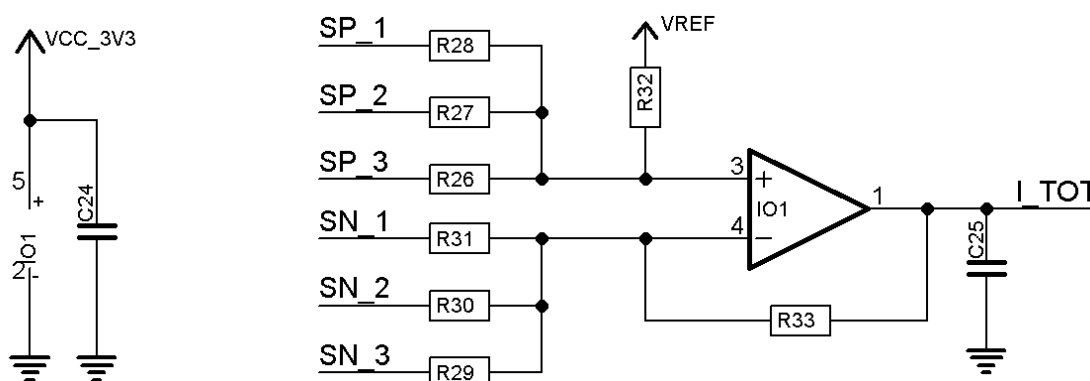 VCC_3V3
5
+
C24
IO1
2
-
SP_1
R28
SP_2
R27
SP_3
R26
SN_1
R31
SN_2
R30
SN_3
R29
VREF
R32
3
+
IO1
4
-
1
I_TOT
C25
R33